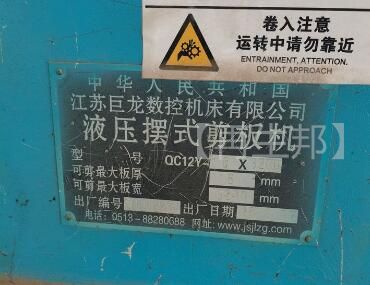 卷入注意
运转中请勿靠近
ENTRAINMENT, ATTENTION.
DO NOT APPROACH
中华人民共和国
江苏巨龙数控机床有限公司
液压摆式剪板机
型 号 QC12Y- X
可剪最大板厚 mm
可剪最大板宽 mm
出厂编号 出厂日期
电话:0513-88280688 网址:www.jsjlzg.com